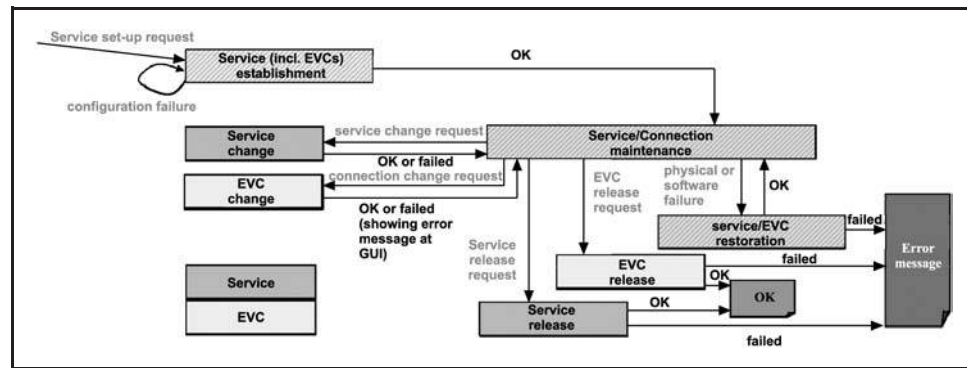 Service set-up request
Service (incl. EVCs)
establishment
OK
configuration failure
Service
change
service change request
OK or failed
Service/Connection
maintenance
EVC
change
connection change request
OK or failed
(showing error
message at
GUI)
EVC
release
request
physical or
software
failure
OK
Service
release
request
service/EVC
restoration
failed
Error
message
EVC
release
failed
OK
OK
Service
release
OK
failed
Service
EVC